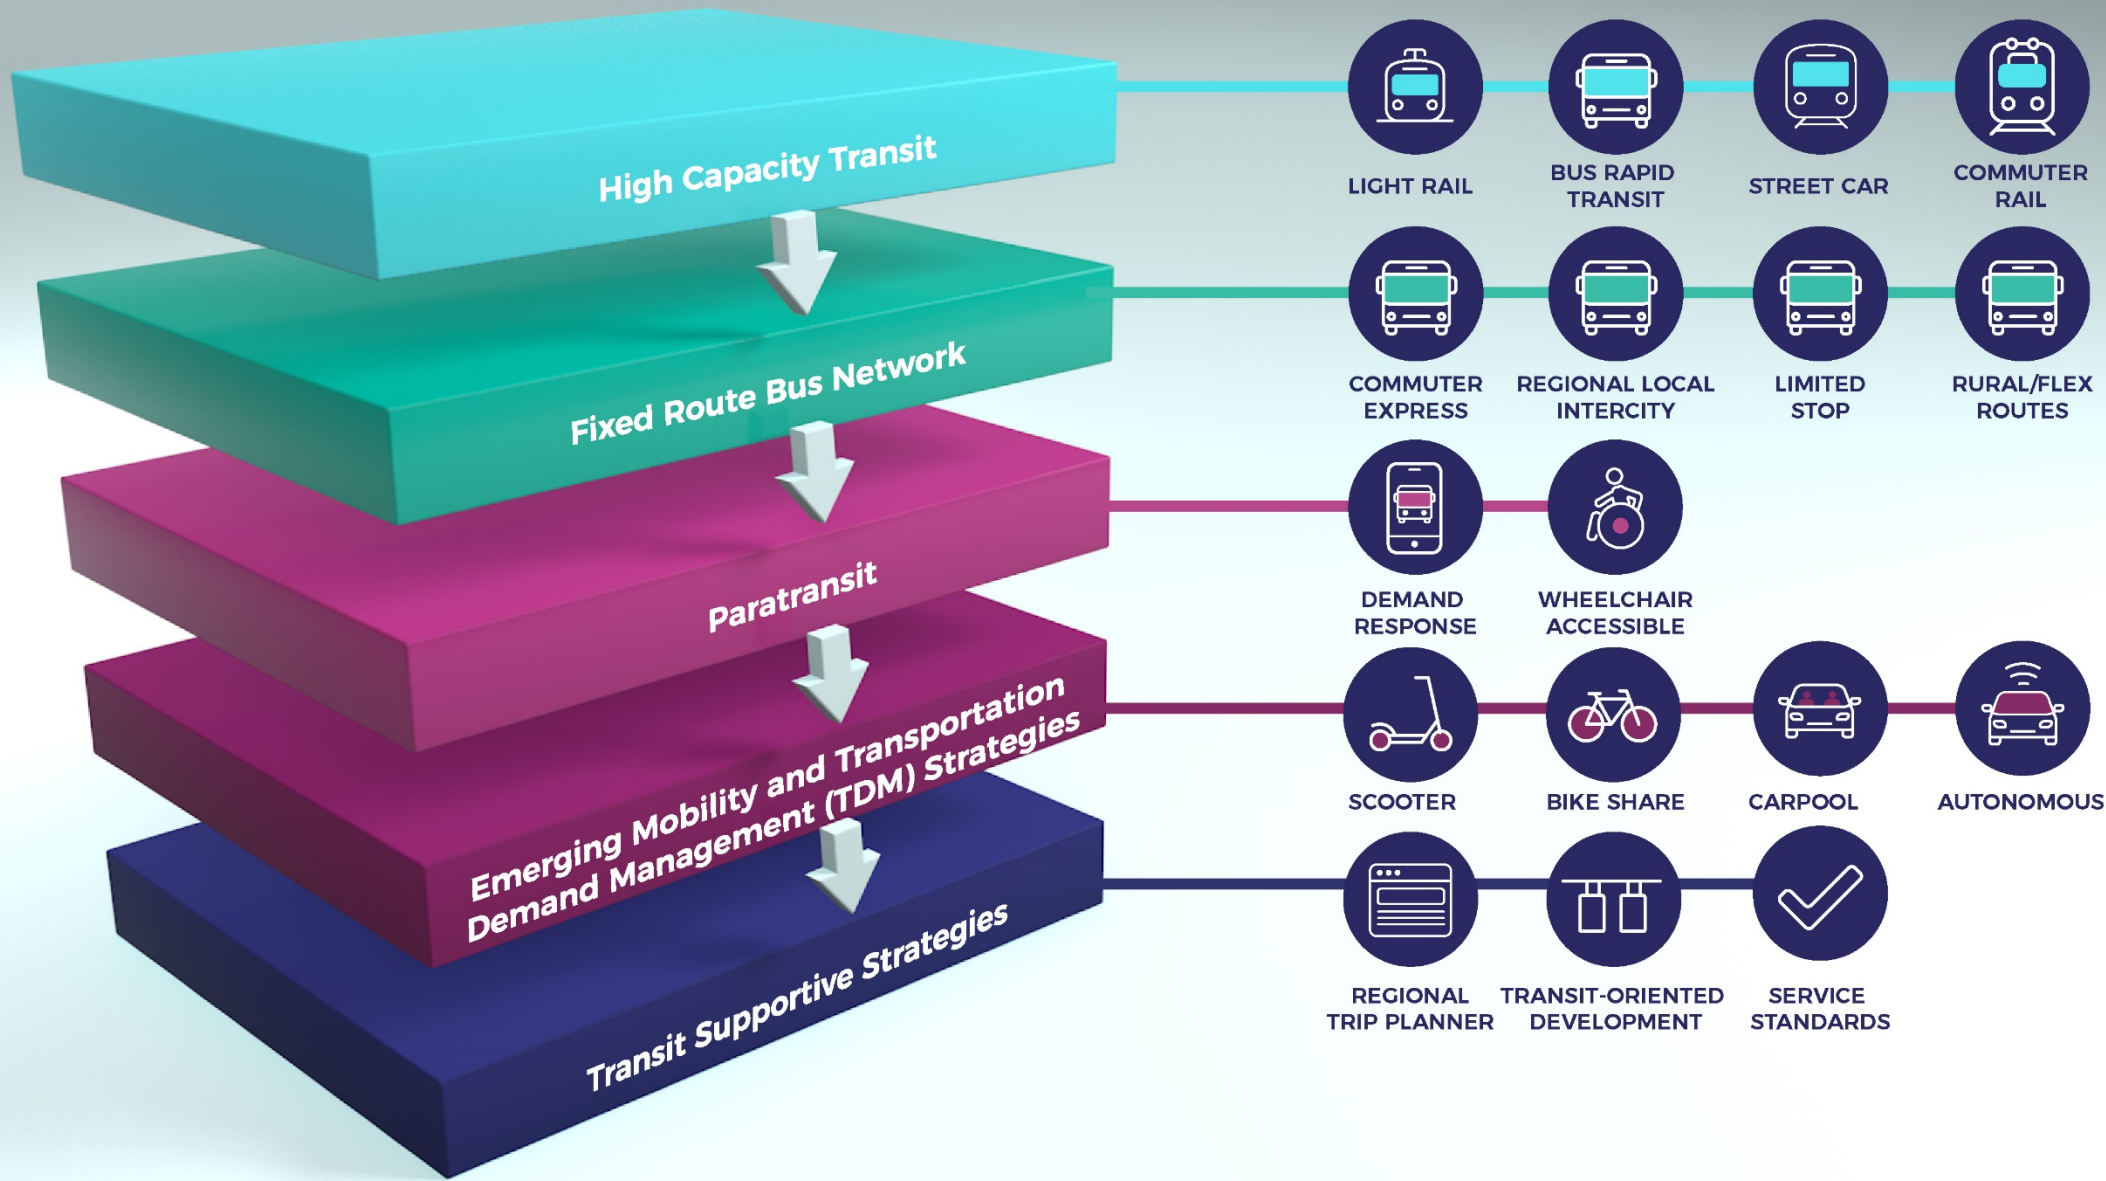 High Capacity Transit
LIGHT RAIL
BUS RAPID
TRANSIT
STREET CAR
COMMUTER
RAIL
Fixed Route Bus Network
COMMUTER
EXPRESS
REGIONAL LOCAL
INTERCITY
LIMITED
STOP
RURAL/FLEX
ROUTES
Paratransit
DEMAND
RESPONSE
WHEELCHAIR
ACCESSIBLE
Emerging Mobility and Transportation
Demand Management (TDM) Strategies
SCOOTER
BIKE SHARE
CARPOOL
AUTONOMOUS
Transit Supportive Strategies
REGIONAL
TRIP PLANNER
TRANSIT-ORIENTED
DEVELOPMENT
SERVICE
STANDARDS